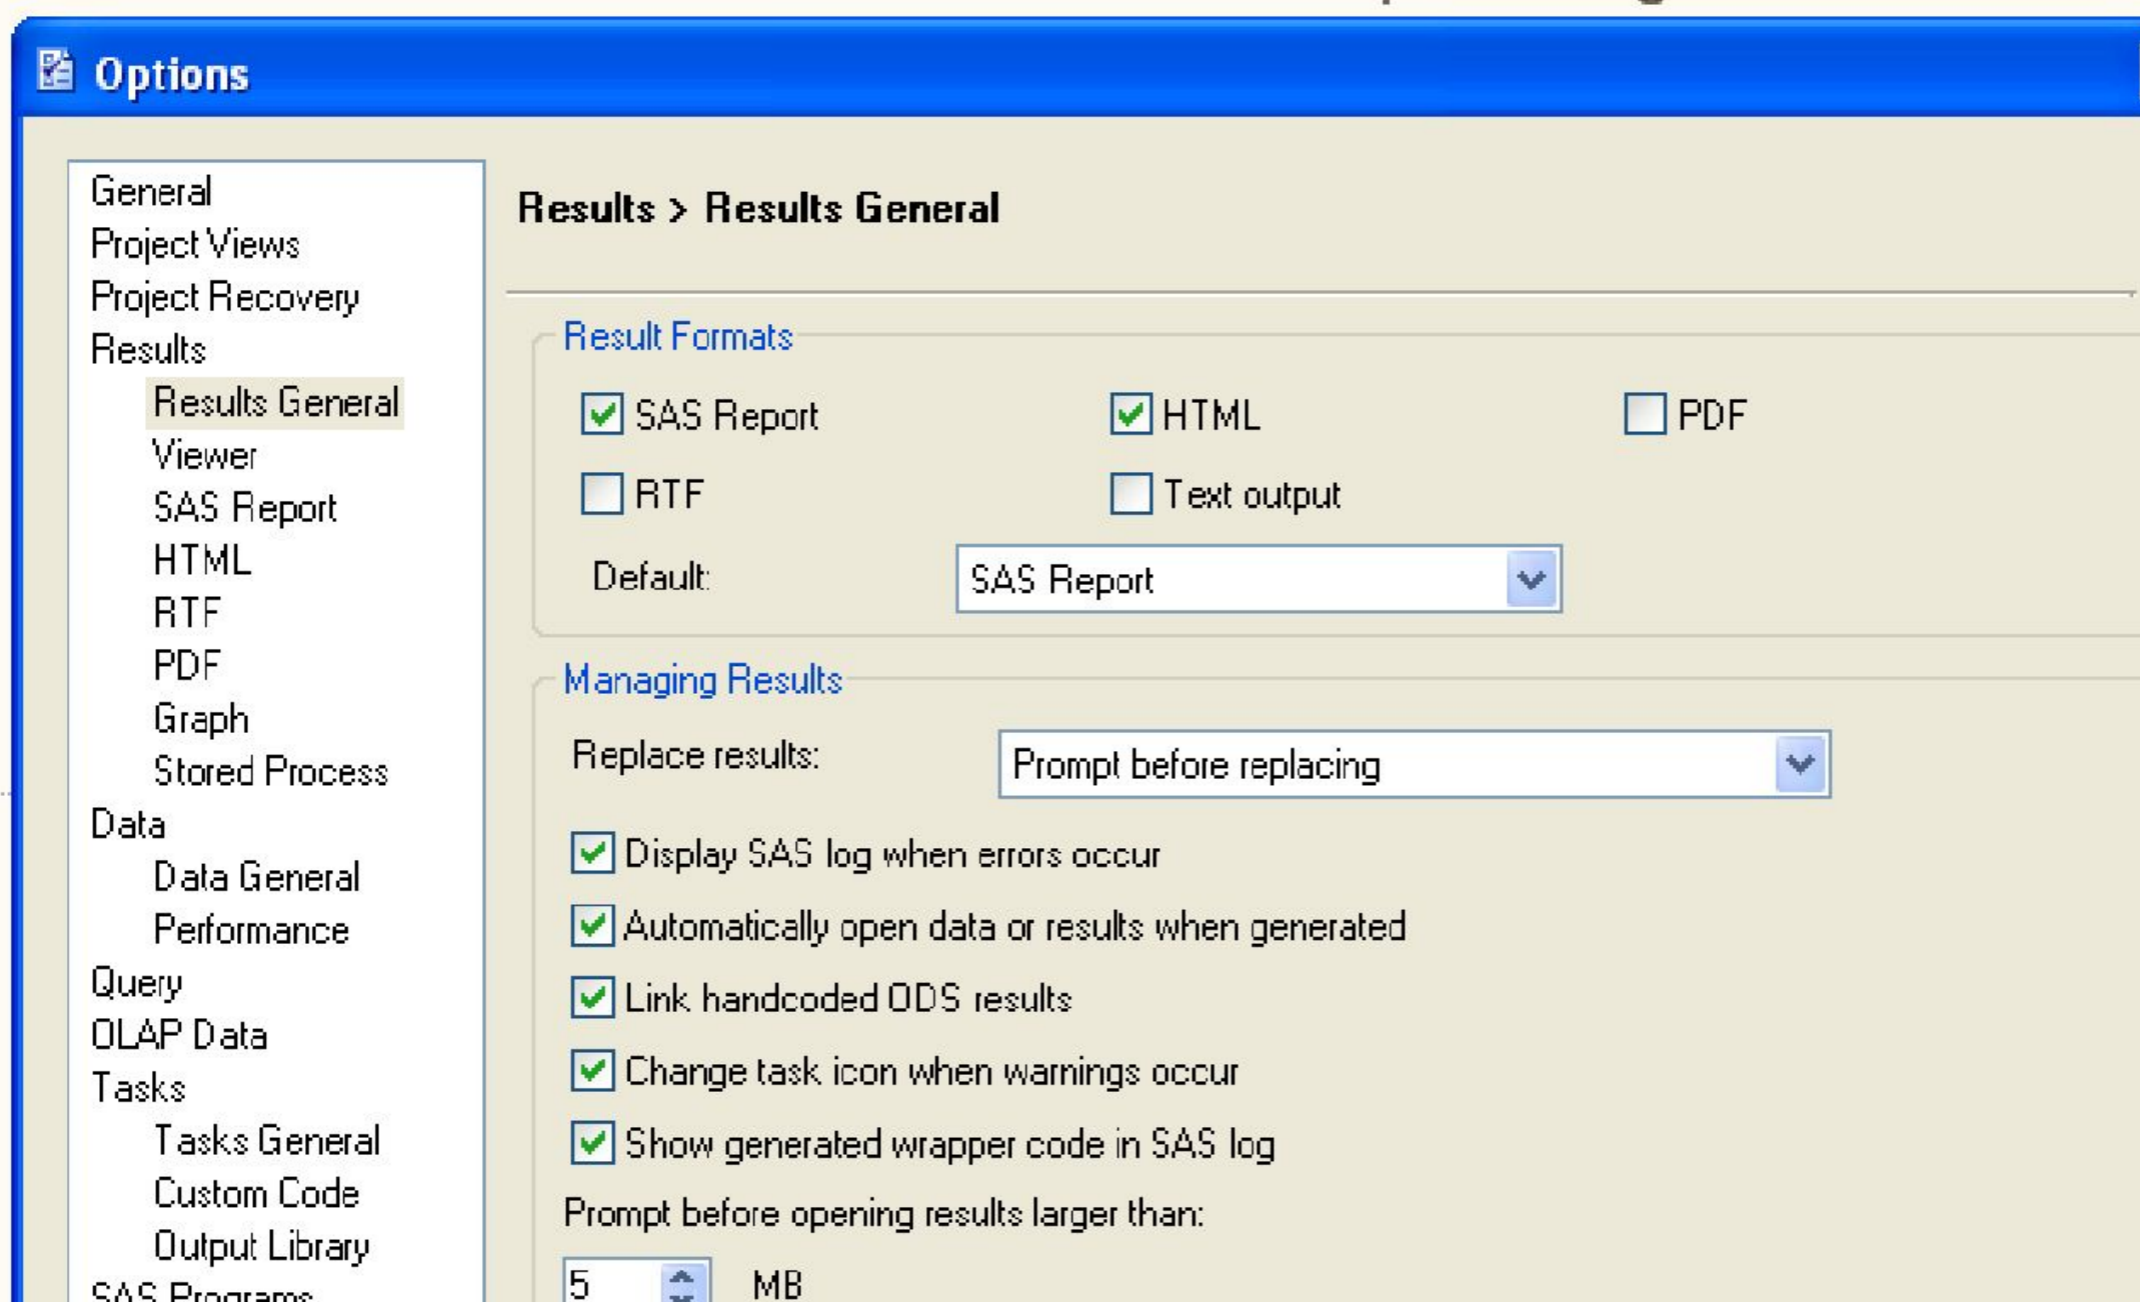 Options
General
Project Views
Project Recovery
Results
Results General
Viewer
SAS Report
HTML
RTF
PDF
Graph
Stored Process
Data
Data General
Performance
Query
OLAP Data
Tasks
Tasks General
Custom Code
Output Library
SAS Programs
Results > Results General
Result Formats
SAS Report HTML PDF
RTF Text output
Default: SAS Report
Managing Results
Replace results: Prompt before replacing
Display SAS log when errors occur
Automatically open data or results when generated
Link handcoded ODS results
Change task icon when warnings occur
Show generated wrapper code in SAS log
Prompt before opening results larger than:
5 MB